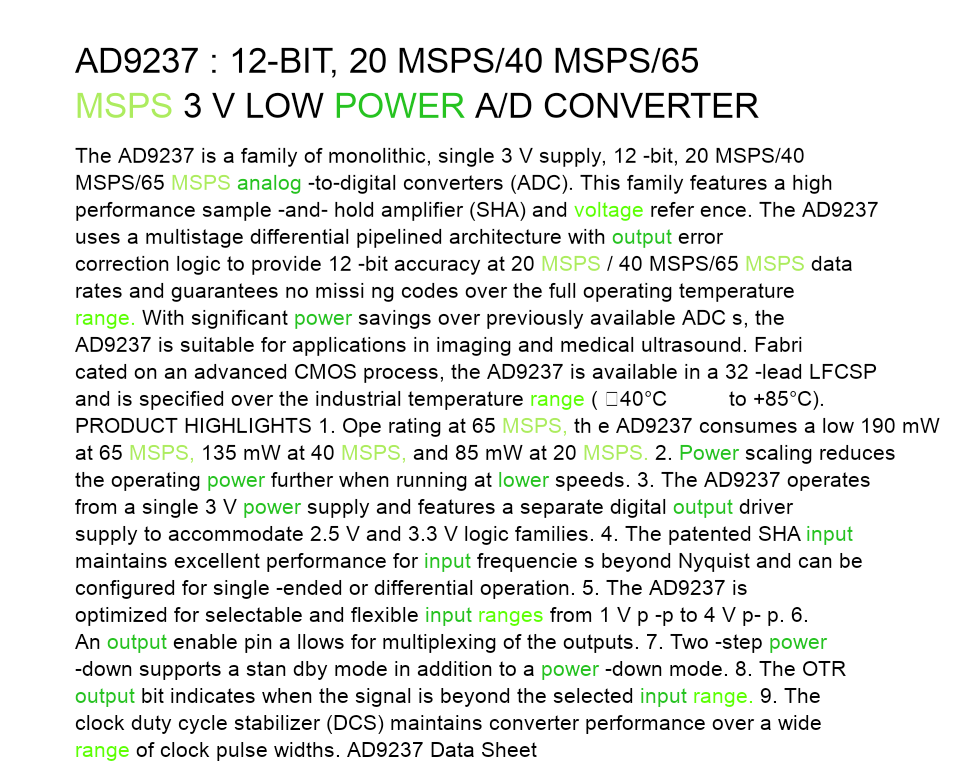 AD9237 : 12-BIT, 20 MSPS/40 MSPS/65
MSPS 3 V LOW POWER A/D CONVERTER
The AD9237 is a family of monolithic, single 3 V supply, 12 -bit, 20 MSPS/40
MSPS/65 MSPS analog -to-digital converters (ADC). This family features a high
performance sample -and- hold amplifier (SHA) and voltage refer ence. The AD9237
uses a multistage differential pipelined architecture with output error
correction logic to provide 12 -bit accuracy at 20 MSPS / 40 MSPS/65 MSPS data
rates and guarantees no missi ng codes over the full operating temperature
range. With significant power savings over previously available ADC s, the
AD9237 is suitable for applications in imaging and medical ultrasound. Fabri
cated on an advanced CMOS process, the AD9237 is available in a 32 -lead LFCSP
and is specified over the industrial temperature range ( □40°C to +85°C).
PRODUCT HIGHLIGHTS 1. Ope rating at 65 MSPS, th e AD9237 consumes a low 190 mW
at 65 MSPS, 135 mW at 40 MSPS, and 85 mW at 20 MSPS. 2. Power scaling reduces
the operating power further when running at lower speeds. 3. The AD9237 operates
from a single 3 V power supply and features a separate digital output driver
supply to accommodate 2.5 V and 3.3 V logic families. 4. The patented SHA input
maintains excellent performance for input frequencie s beyond Nyquist and can be
configured for single -ended or differential operation. 5. The AD9237 is
optimized for selectable and flexible input ranges from 1 V p -p to 4 V p- p. 6.
An output enable pin a llows for multiplexing of the outputs. 7. Two -step power
-down supports a stan dby mode in addition to a power -down mode. 8. The OTR
output bit indicates when the signal is beyond the selected input range. 9. The
clock duty cycle stabilizer (DCS) maintains converter performance over a wide
range of clock pulse widths. AD9237 Data Sheet